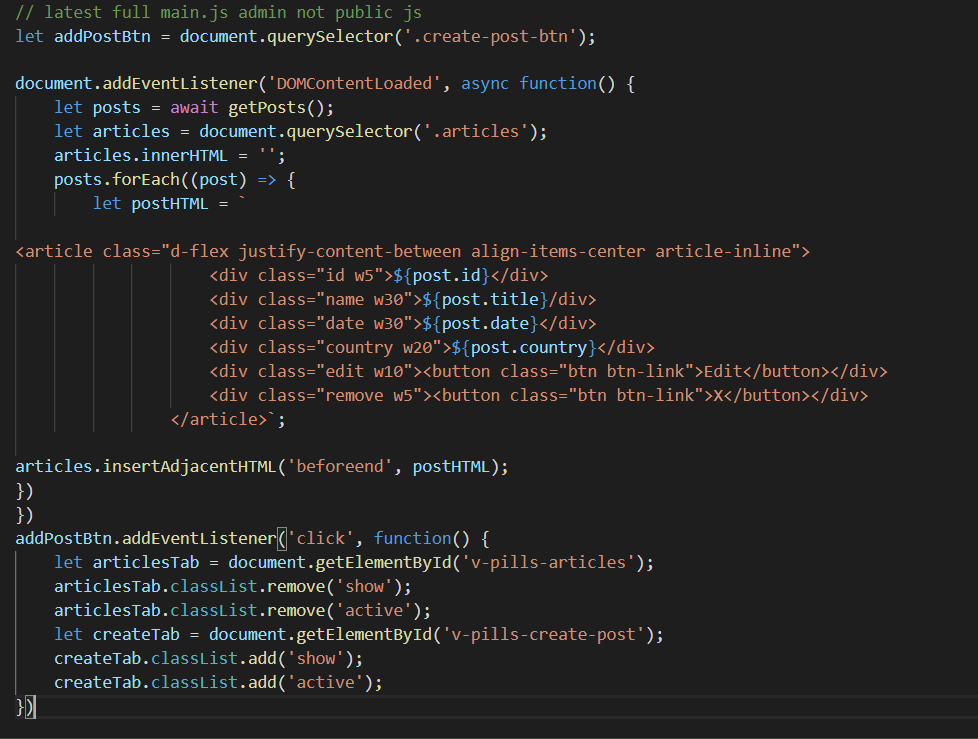 // latest full main.js admin not public js
let addPostBtn = document.querySelector('.create-post-btn');
document.addEventListener('DOMContentLoaded', async function() {
let posts = await getPosts();
let articles = document.querySelector('.articles');
articles.innerHTML = '';
posts.forEach((post) => {
let postHTML = `
<article class="d-flex justify-content-between align-items-center article-inline">
<div class="id w5">${post.id}</div>
<div class="name w30">${post.title}/div>
<div class="date w30">${post.date}</div>
<div class="country w20">${post.country}</div>
<div class="edit w10"><button class="btn btn-link">Edit</button></div>
<div class="remove w5"><button class="btn btn-link">X</button></div>
</article>`;
articles.insertAdjacentHTML('beforeend', postHTML);
})
})
addPostBtn.addEventListener('click', function() {
let articlesTab = document.getElementById('v-pills-articles');
articlesTab.classList.remove('show');
articlesTab.classList.remove('active');
let createTab = document.getElementById('v-pills-create-post');
createTab.classList.add('show');
createTab.classList.add('active');
})